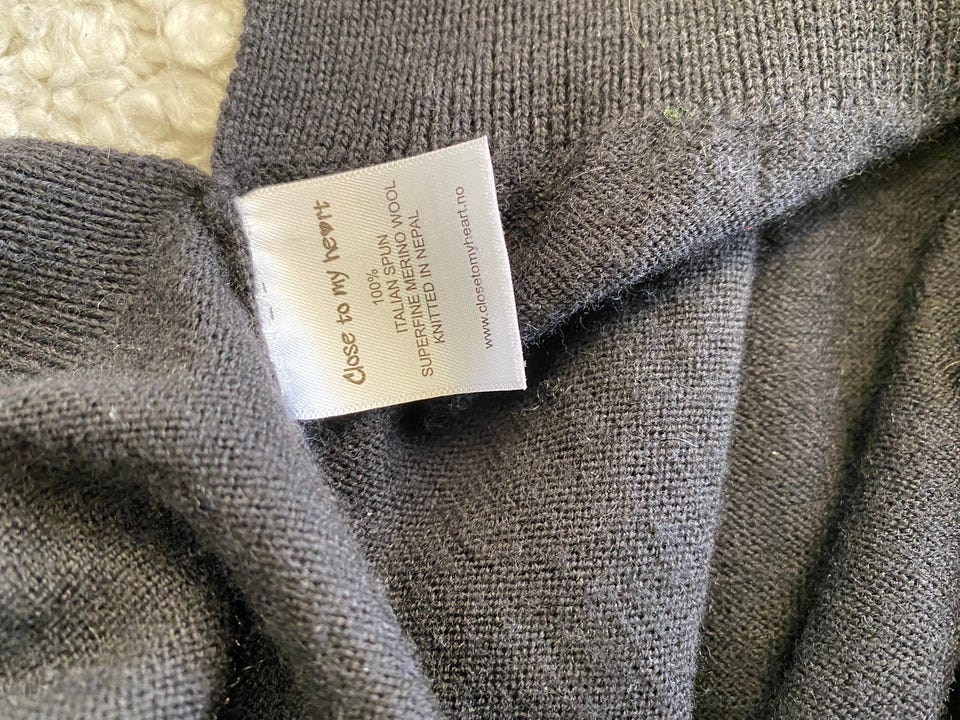 Close to my heart
100%
ITALIAN SPUN
SUPERFINE MERINO WOOL
KNITTED IN NEPAL
www.closetomyheart.no